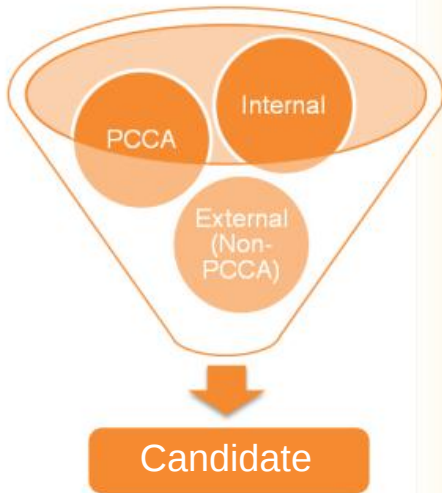 Internal
PCCA
External
(Non-
PCCA)
Candidate